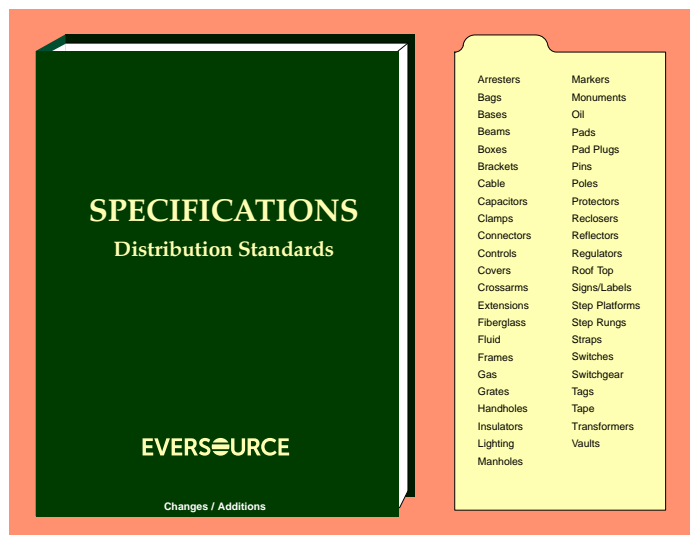 SPECIFICATIONS
Distribution Standards
EVERSOURCE
Changes / Additions
Arresters
Bags
Bases
Beams
Boxes
Brackets
Cable
Capacitors
Clamps
Connectors
Controls
Covers
Crossarms
Extensions
Fiberglass
Fluid
Frames
Gas
Grates
Handholes
Insulators
Lighting
Manholes
Markers
Monuments
Oil
Pads
Pad Plugs
Pins
Poles
Protectors
Reclosers
Reflectors
Regulators
Roof Top
Signs/Labels
Step Platforms
Step Rungs
Straps
Switches
Switchgear
Tags
Tape
Transformers
Vaults